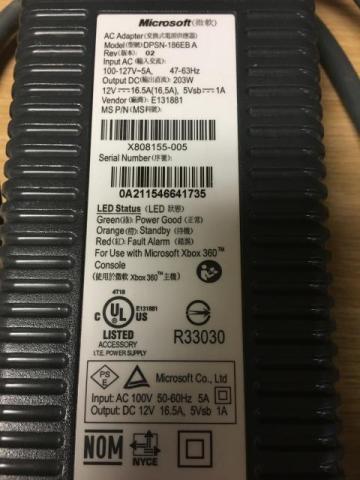 Microsoft(微軟)
AC Adapter(交換式電源供應器)
Model(型號)DPSN-186EB A
Rev(版本): 02
Input AC(輸入交流):
100-127V~5A, 47-63Hz
Output DC(輸出直流): 203W
12V⎓16.5A(16,5A), 5Vsb⎓1A
Vendor(廠商): E131881
MS P/N(MS料號):
X808155-005
Serial Number(序號):
0A211546641735
LED Status (LED 狀態)
Green(綠): Power Good (正常)
Orange(橙): Standby (待機)
Red(紅): Fault Alarm (錯誤)
For Use with Microsoft Xbox 360™
Console
(使用於微軟 Xbox 360™主機)
4T18
E131881
C UL US
LISTED
ACCESSORY
I.T.E. POWER SUPPLY
R33030
PS
E
Microsoft Co., Ltd
Input: AC 100V 50-60Hz 5A
Output: DC 12V 16.5A, 5Vsb 1A
NOM
NYCE